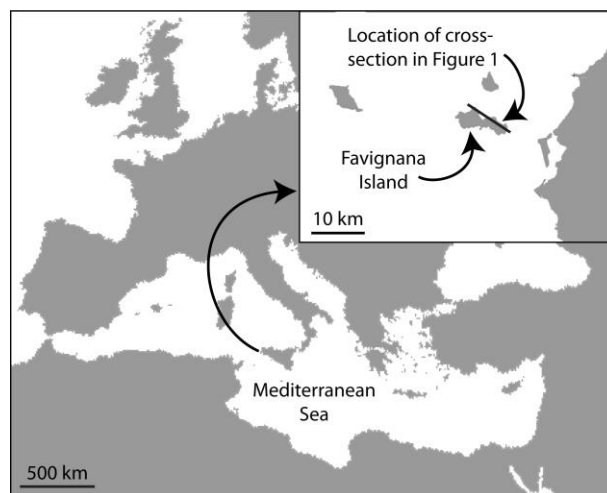 Location of cross-
section in Figure 1
Favignana
Island
10 km
Mediterranean
Sea
500 km